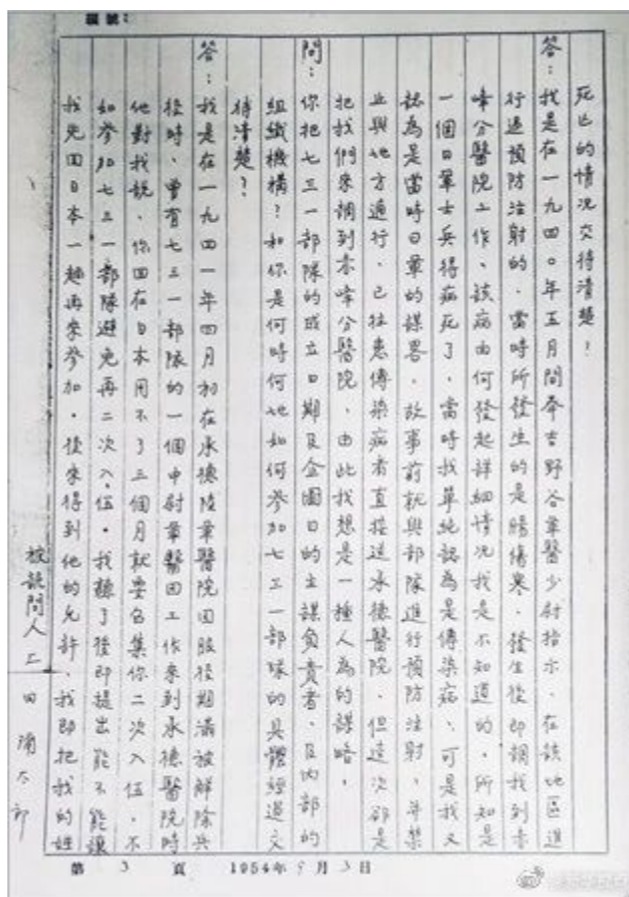 編號：
死亡的情況交待清楚？
答：我是在一九四〇年五月間奉吉野谷軍醫少尉指示、在該地區進
行過預防注射的．當時所發生的是腸傷寒．發生後即調我到赤
峰分醫院工作、該病由何發起詳細情況我是不知道的．所知是
一個日軍士兵得病死了．當時我單純認為是傳染病、可是我又
認為是當時日軍的謀略．故事前就與部隊進行預防注射、并禁
止與地方通行．已往患傳染病者直接送承德醫院．但這次卻是
把我們來調到赤峰分醫院、由此我想是一種人為的謀略．
問：你把七三一部隊的成立日期及企圖目的主謀負責者、及內部的
組織機構？和你是何時何地如何參加七三一部隊的具體經過交
待清楚？
答：我是在一九四一年四月初在承德陸軍醫院因服役期滿被解除兵
役時、曾有七三一部隊的一個中尉軍醫因工作來到承德醫院時
他對我說．你回在日本用不了三個月就要召集你二次入伍．不
如參加七三一部隊避免再二次入伍．我聽了後即提出能不能讓
我先回日本一趟再來參加．後來得到他的允許．我即把我的姓
被訊問人
田 浦 太 郎
第 3 頁 1954年9月3日